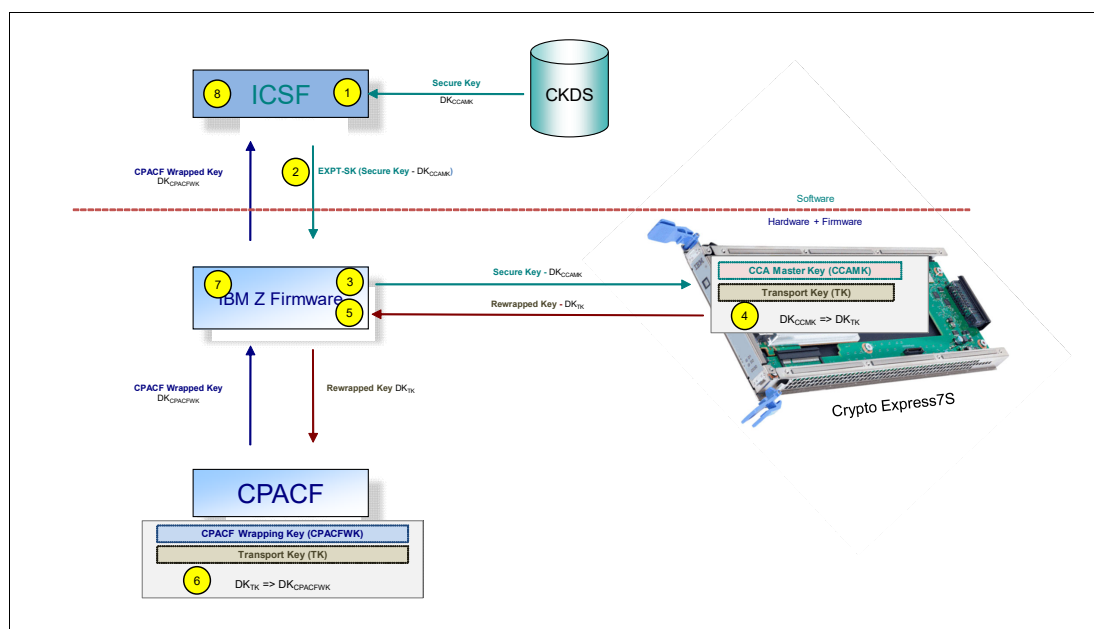 ICSF
8
1
Secure Key
DKCCAMK
CKDS
CPACF Wrapped Key
DKCPACFWK
2
EXPT-SK (Secure Key - DKCCAMK)
Software
Hardware + Firmware
7
3
IBM Z Firmware
5
Secure Key - DKCCAMK
Rewrapped Key - DKTK
CCA Master Key (CCAMK)
Transport Key (TK)
4
DKCCMK => DKTK
Crypto Express7S
CPACF Wrapped Key
DKCPACFWK
Rewrapped Key DKTK
CPACF
CPACF Wrapping Key (CPACFWK)
Transport Key (TK)
6
DKTK => DKCPACFWK